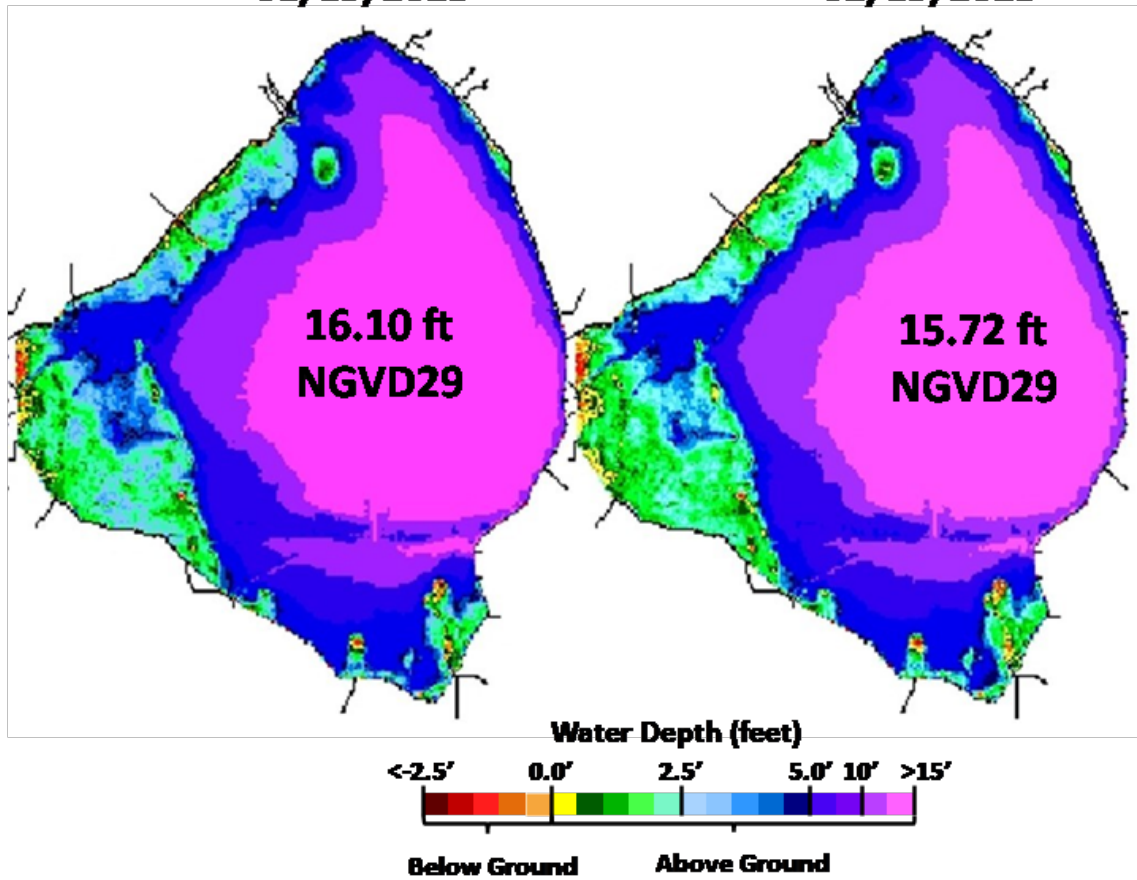 16.10 ft
NGVD29
15.72 ft
NGVD29
Water Depth (feet)
<-2.5’ 0.0’ 2.5’ 5.0’ 10’ >15’
Below Ground Above Ground